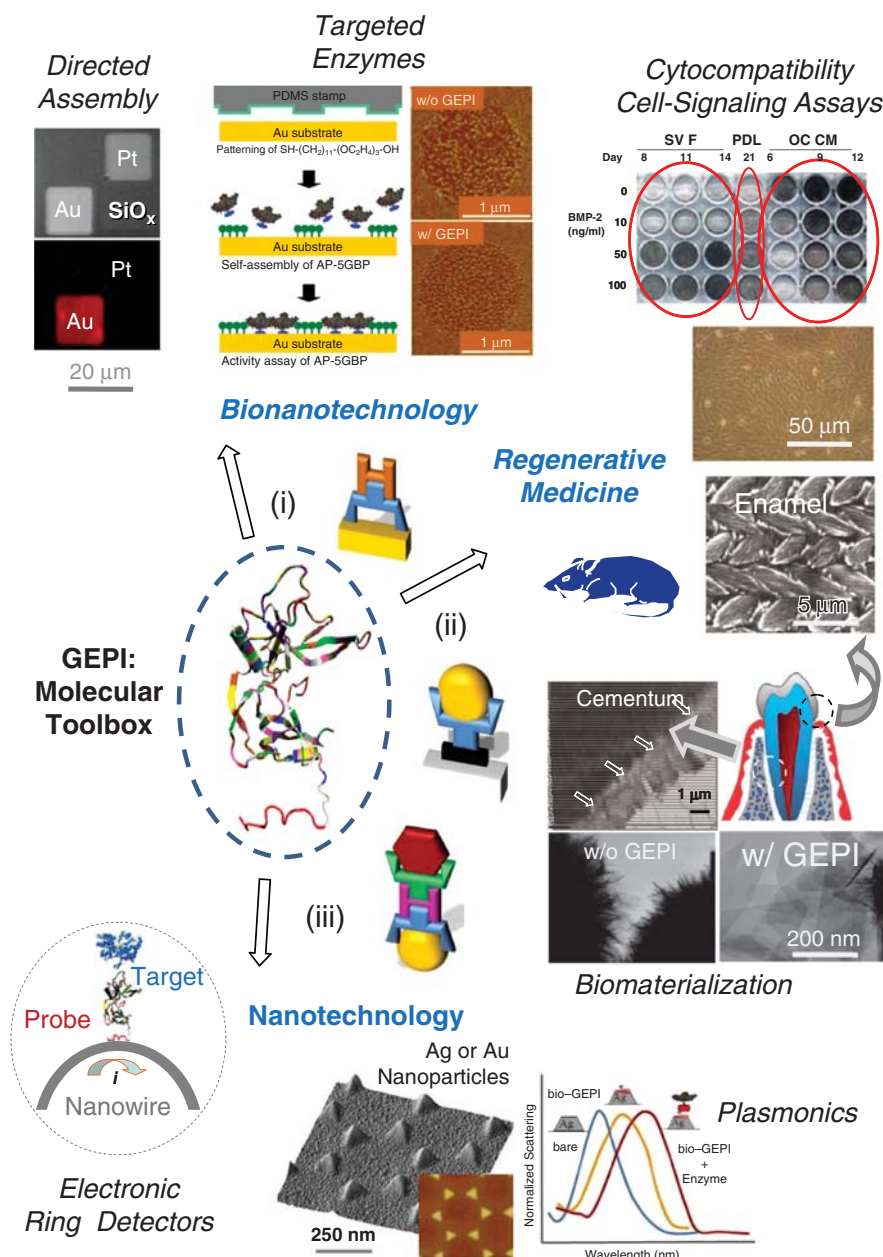 Directed
Assembly
Pt
Au
SiOx
Pt
Au
20 μm
Targeted
Enzymes
PDMS stamp
Au substrate
Patterning of SH-(CH2)11-(OC2H4)3-OH
Au substrate
Self-assembly of AP-5GBP
Au substrate
Activity assay of AP-5GBP
w/o GEPI
1 μm
w/ GEPI
1 μm
Cytocompatibility
Cell-Signaling Assays
SV F PDL OC CM
Day 8 11 14 21 6 9 12
0
BMP-2
(ng/ml)
10
50
100
50 μm
Bionanotechnology
Regenerative
Medicine
Enamel
5 μm
(i)
(ii)
GEPI:
Molecular
Toolbox
Cementum
1 μm
w/o GEPI
w/ GEPI
200 nm
Biomaterialization
(iii)
Target
Probe
i
Nanowire
Electronic
Ring Detectors
Nanotechnology
Ag or Au
Nanoparticles
250 nm
Plasmonics
Normalized Scattering
bio–GEPI
Ag
Ag
Ag
bare
bio–GEPI
+
Enzyme
Wavelength (nm)